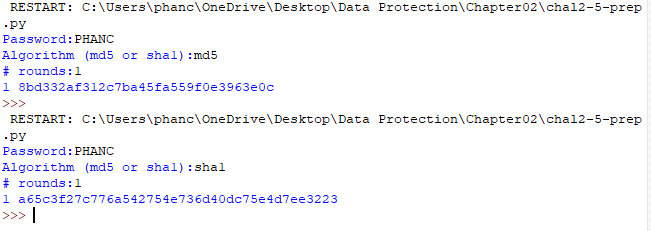 RESTART: C:\Users\phanc\OneDrive\Desktop\Data Protection\Chapter02\chal2-5-prep
.py
Password:PHANC
Algorithm (md5 or sha1):md5
# rounds:1
1 8bd332af312c7ba45fa559f0e3963e0c
>>>
RESTART: C:\Users\phanc\OneDrive\Desktop\Data Protection\Chapter02\chal2-5-prep
.py
Password:PHANC
Algorithm (md5 or sha1):sha1
# rounds:1
1 a65c3f27c776a542754e736d40dc75e4d7ee3223
>>>